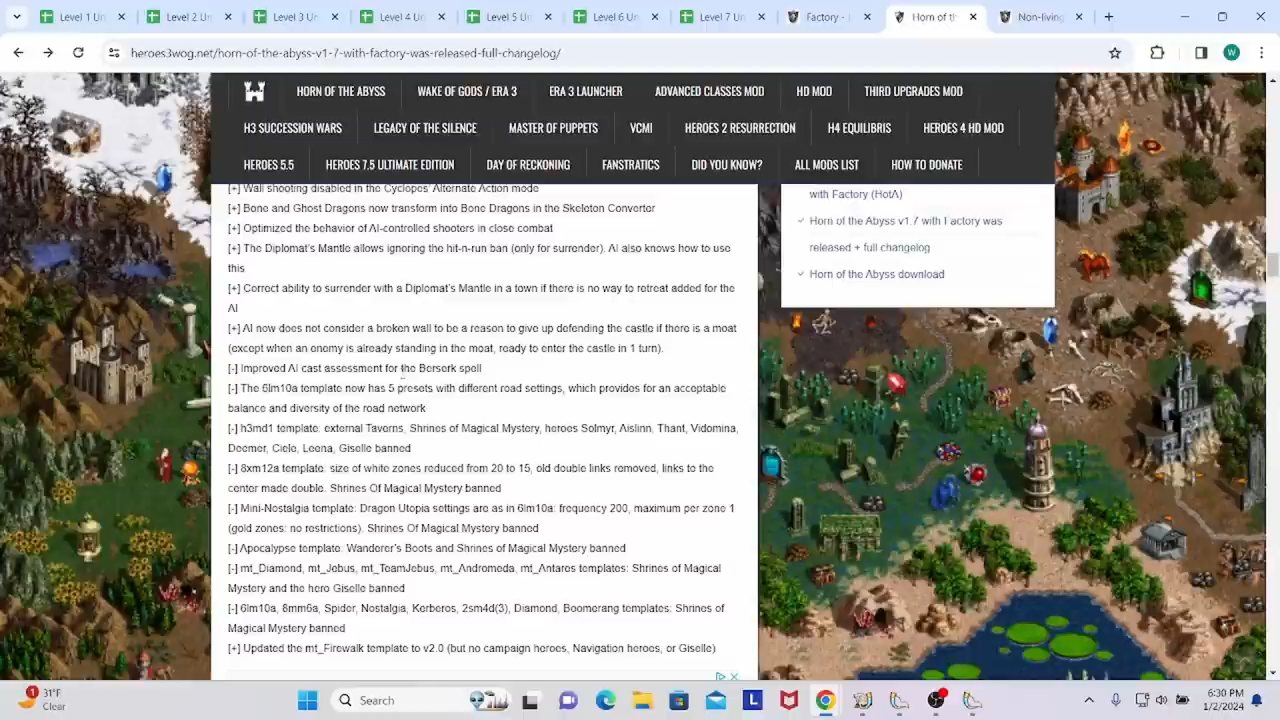 Level 1 Un
Level 2 Un
Level 3 Un
Level 4 Un
Level 5 Un
Level 6 Un
Level 7 Un
Factory -
Horn of th
Non-living
heroes3wog.net/horn-of-the-abyss-v1-7-with-factory-was-released-full-changelog/
W
HORN OF THE ABYSS
WAKE OF GODS / ERA 3
ERA 3 LAUNCHER
ADVANCED CLASSES MOD
HD MOD
THIRD UPGRADES MOD
H3 SUCCESSION WARS
LEGACY OF THE SILENCE
MASTER OF PUPPETS
VCMI
HEROES 2 RESURRECTION
H4 EQUILIBRIS
HEROES 4 HD MOD
HEROES 5.5
HEROES 7.5 ULTIMATE EDITION
DAY OF RECKONING
FANSTRATICS
DID YOU KNOW?
ALL MODS LIST
HOW TO DONATE
[+] Wall shooting disabled in the Cyclopes' Alternate Action mode
[+] Bone and Ghost Dragons now transform into Bone Dragons in the Skeleton Converter
[+] Optimized the behavior of AI-controlled shooters in close combat
[+] The Diplomat's Mantle allows ignoring the hit-n-run ban (only for surrender). AI also knows how to use
this
[+] Correct ability to surrender with a Diplomat's Mantle in a town if there is no way to retreat added for the
AI
[+] AI now does not consider a broken wall to be a reason to give up defending the castle if there is a moat
(except when an enemy is already standing in the moat, ready to enter the castle in 1 turn).
[-] Improved AI cast assessment for the Berserk spell
[-] The 6lm10a template now has 5 presets with different road settings, which provides for an acceptable
balance and diversity of the road network
[-] h3md1 template: external Taverns, Shrines of Magical Mystery, heroes Solmyr, Aislinn, Thant, Vidomina,
Deemer, Ciele, Leena, Giselle banned
[-] 8xm12a template: size of white zones reduced from 20 to 15, old double links removed, links to the
center made double. Shrines Of Magical Mystery banned
[-] Mini-Nostalgia template: Dragon Utopia settings are as in 6lm10a: frequency 200, maximum per zone 1
(gold zones: no restrictions). Shrines Of Magical Mystery banned
[-] Apocalypse template: Wanderer's Boots and Shrines of Magical Mystery banned
[-] mt_Diamond, mt_Jebus, mt_TeamJebus, mt_Andromeda, mt_Antares templates: Shrines of Magical
Mystery and the hero Giselle banned
[-] 6lm10a, 6mm6a, Spider, Nostalgia, Kerberos, 2sm4d(3), Diamond, Boomerang templates: Shrines of
Magical Mystery banned
[+] Updated the mt_Firewalk template to v2.0 (but no campaign heroes, Navigation heroes, or Giselle)
with Factory (HotA)
Horn of the Abyss v1.7 with Factory was
released + full changelog
Horn of the Abyss download
31°F
Clear
Search
L
6:30 PM
1/2/2024